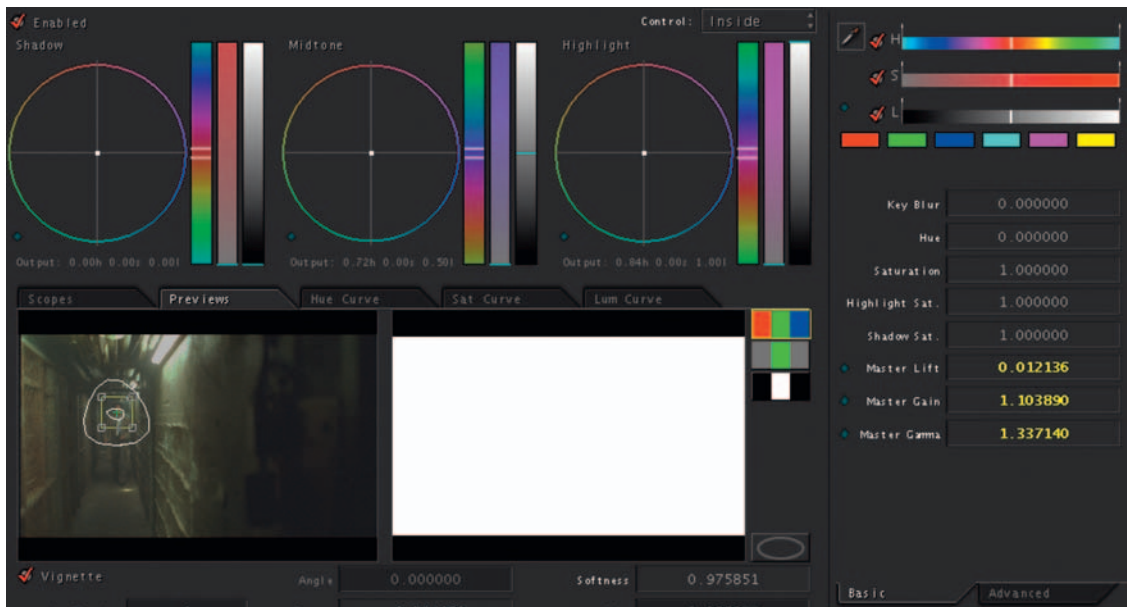 Enabled
Control: Inside
Shadow
Midtone
Highlight
H
S
L
Output: 0.00h 0.00s 0.00l
Output: 0.72h 0.00s 0.50l
Output: 0.84h 0.00s 1.00l
Scopes
Previews
Hue Curve
Sat Curve
Lum Curve
Key Blur 0.000000
Hue 0.000000
Saturation 1.000000
Highlight Sat. 1.000000
Shadow Sat. 1.000000
Master Lift 0.012136
Master Gain 1.103890
Master Gamma 1.337140
Vignette
Angle 0.000000
Softness 0.975851
Basic
Advanced